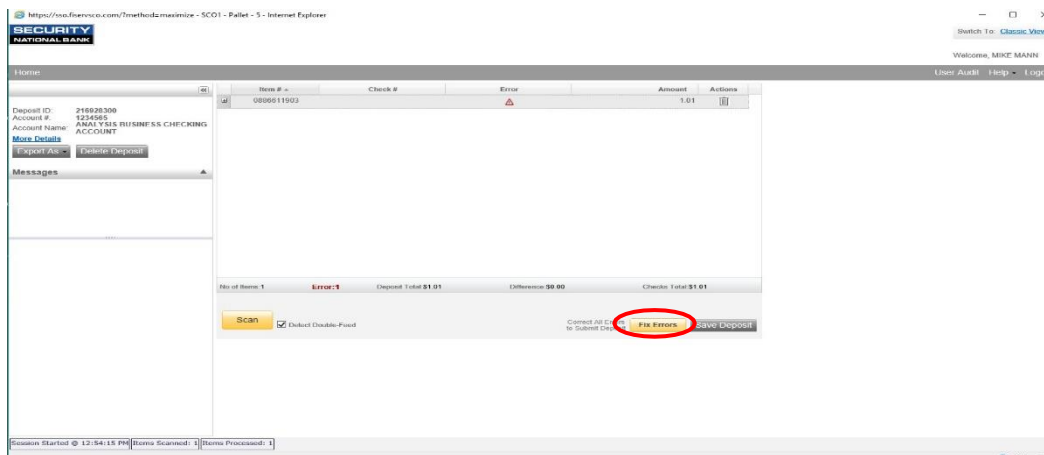 https://sso.fiservsco.com/?method=maximize - SCO1 - Pallet - 5 - Internet Explorer
SECURITY
NATIONAL BANK
Switch To: Classic View
Welcome, MIKE MANN
Home
User Audit Help
Item # Check # Error Amount Actions
0886611903 1.01
Deposit ID: 216928300
Account #: 1234565
Account Name: ANALYSIS BUSINESS CHECKING ACCOUNT
More Details
Export As Delete Deposit
Messages
No of Items 1 Error:1 Deposit Total $1.01 Difference $0.00 Checks Total $1.01
Scan Detect Double-Feed
Correct All Errors
to Submit Deposit
Fix Errors Save Deposit
Session Started @ 12:54:15 PM Items Scanned: 1 Items Processed: 1